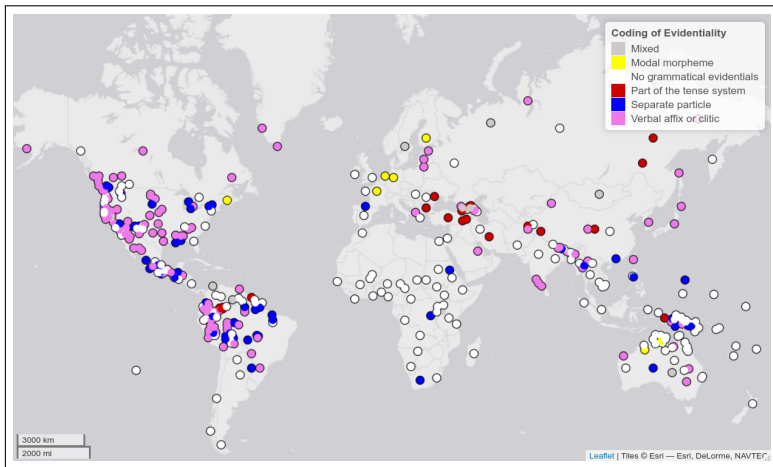 Coding of Evidentiality
Mixed
Modal morpheme
No grammatical evidentials
Part of the tense system
Separate particle
Verbal affix or clitic
3000 km
2000 mi
Leaflet | Tiles © Esri — Esri, DeLorme, NAVTEQ,